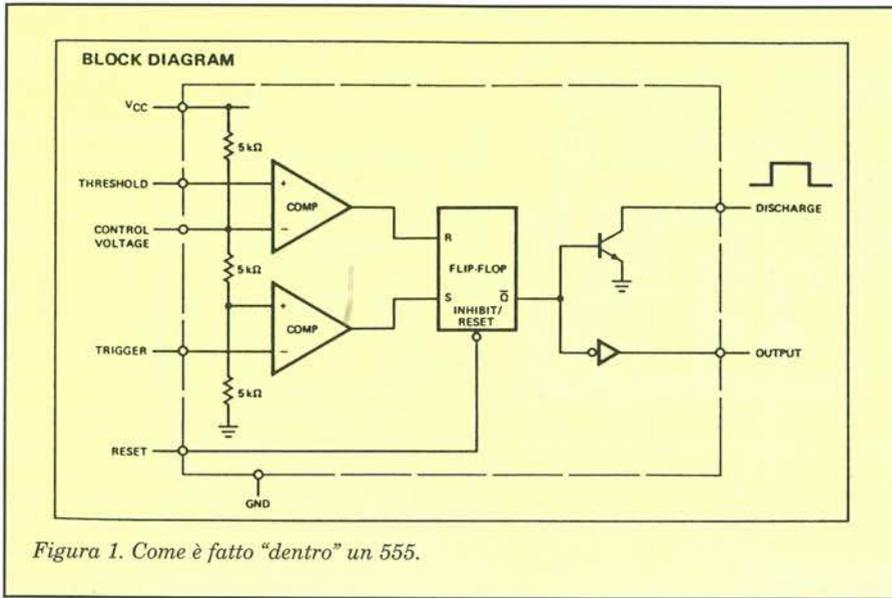 BLOCK DIAGRAM
VCC
5 kΩ
THRESHOLD
+
COMP
CONTROL
VOLTAGE
−
R
DISCHARGE
FLIP-FLOP
5 kΩ
S
Q̅
INHIBIT/
RESET
+
COMP
TRIGGER
−
OUTPUT
5 kΩ
RESET
GND
Figura 1. Come è fatto “dentro” un 555.